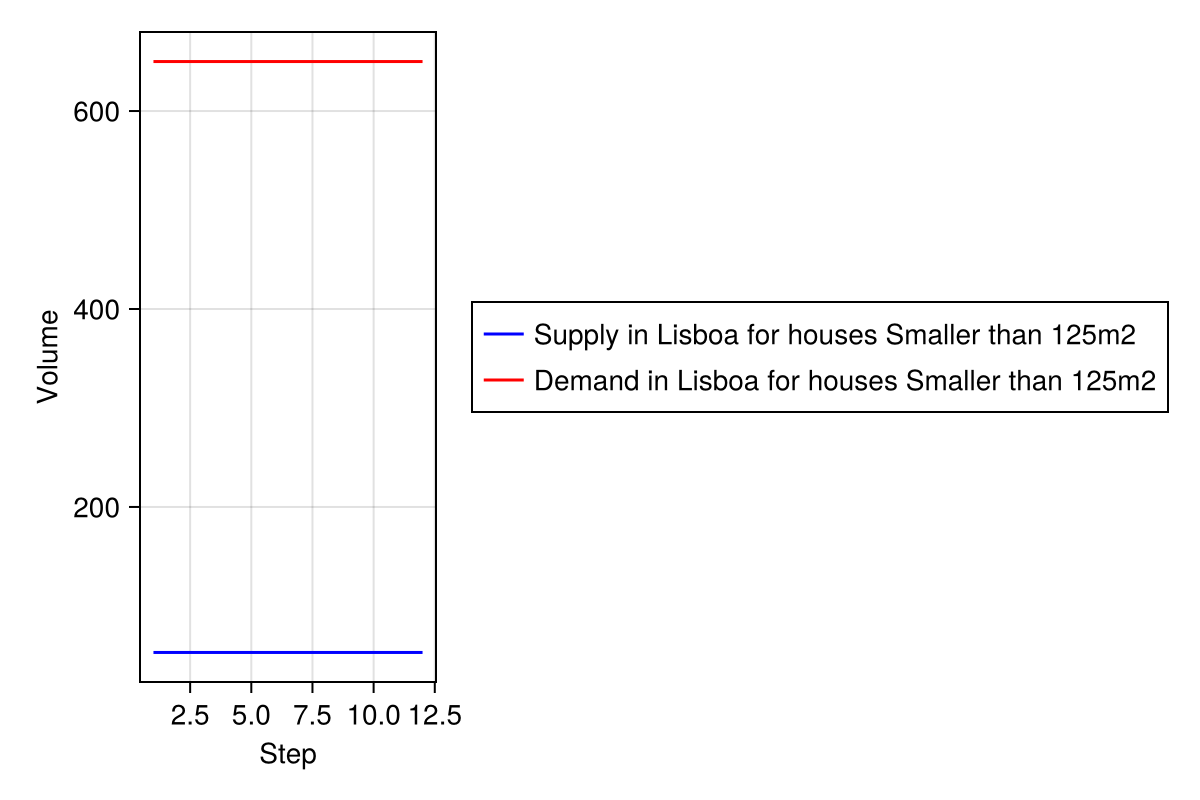 600
400
200
Volume
2.5 5.0 7.5 10.0 12.5
Step
Supply in Lisboa for houses Smaller than 125m2
Demand in Lisboa for houses Smaller than 125m2